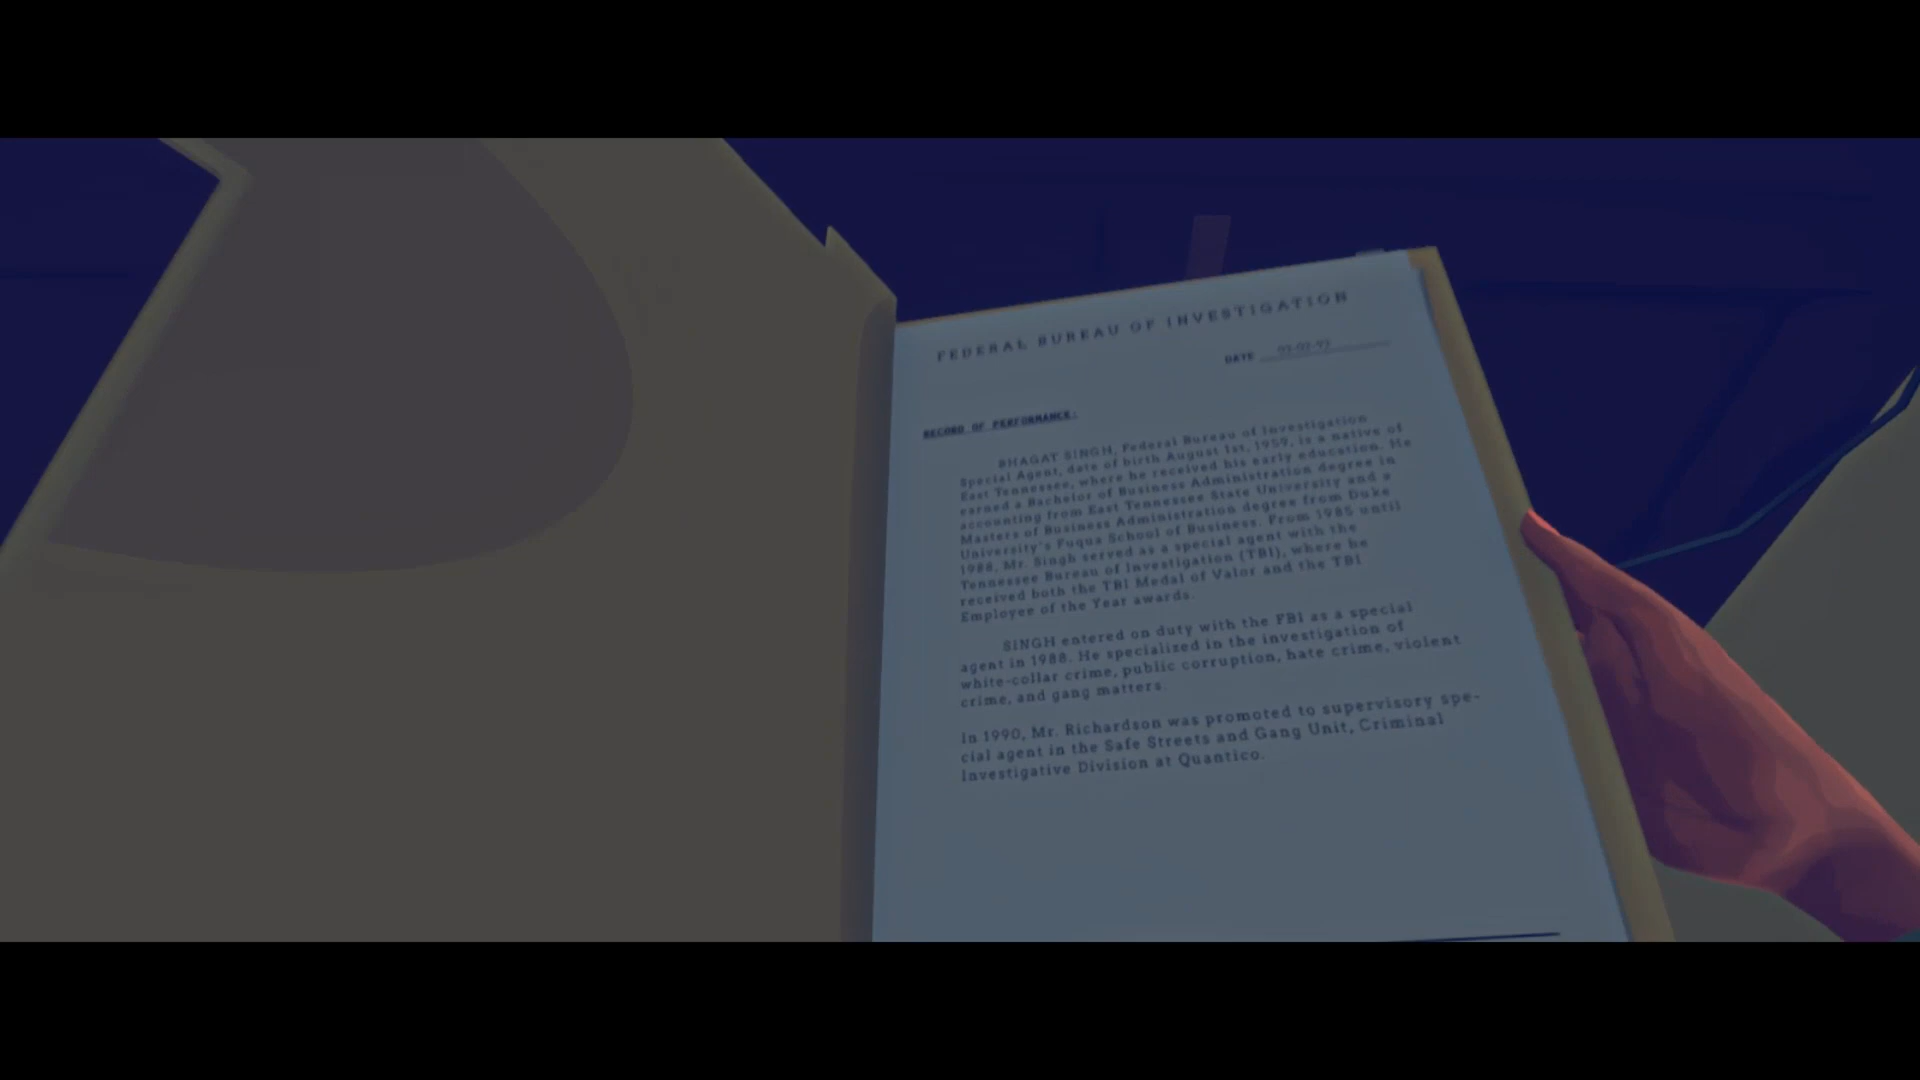 FEDERAL BUREAU OF INVESTIGATION
DATE
RECORD OF PERFORMANCE:
BHAGAT SINGH, Federal Bureau of Investigation
Special Agent, date of birth August 1st, 1959, is a native of
East Tennessee, where he received his early education. He
earned a Bachelor of Business Administration degree in
accounting from East Tennessee State University and a
Masters of Business Administration degree from Duke
University's Fuqua School of Business. From 1985 until
1988, Mr. Singh served as a special agent with the
Tennessee Bureau of Investigation (TBI), where he
received both the TBI Medal of Valor and the TBI
Employee of the Year awards.
SINGH entered on duty with the FBI as a special
agent in 1988. He specialized in the investigation of
white-collar crime, public corruption, hate crime, violent
crime, and gang matters.
In 1990, Mr. Richardson was promoted to supervisory spe-
cial agent in the Safe Streets and Gang Unit, Criminal
Investigative Division at Quantico.